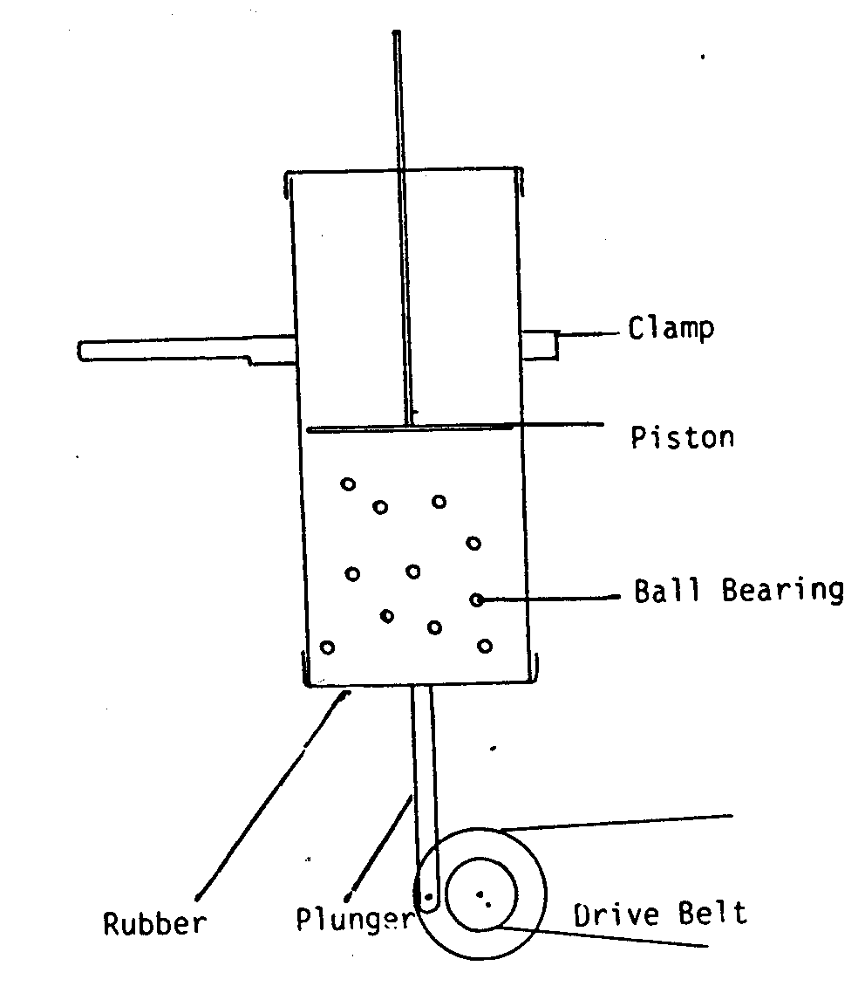 Clamp
Piston
Ball Bearing
Rubber
Plunger
Drive Belt